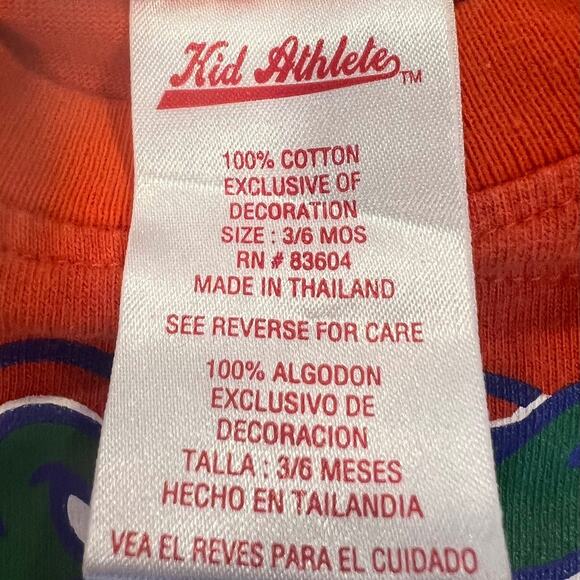 Kid Athlete TM
100% COTTON
EXCLUSIVE OF
DECORATION
SIZE : 3/6 MOS
RN # 83604
MADE IN THAILAND
SEE REVERSE FOR CARE
100% ALGODON
EXCLUSIVO DE
DECORACION
TALLA : 3/6 MESES
HECHO EN TAILANDIA
VEA EL REVES PARA EL CUIDADO